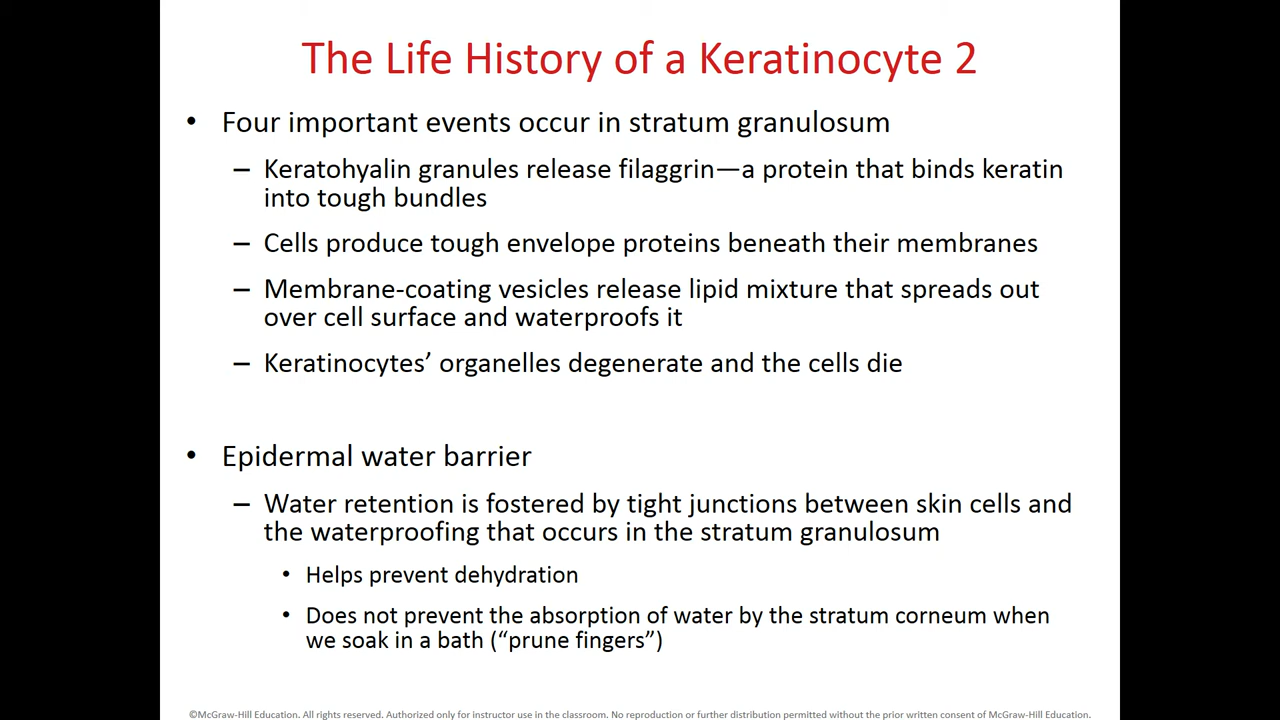 The Life History of a Keratinocyte 2
• Four important events occur in stratum granulosum
– Keratohyalin granules release filaggrin—a protein that binds keratin
into tough bundles
– Cells produce tough envelope proteins beneath their membranes
– Membrane-coating vesicles release lipid mixture that spreads out
over cell surface and waterproofs it
– Keratinocytes’ organelles degenerate and the cells die
• Epidermal water barrier
– Water retention is fostered by tight junctions between skin cells and
the waterproofing that occurs in the stratum granulosum
• Helps prevent dehydration
• Does not prevent the absorption of water by the stratum corneum when
we soak in a bath (“prune fingers”)
©McGraw-Hill Education. All rights reserved. Authorized only for instructor use in the classroom. No reproduction or further distribution permitted without the prior written consent of McGraw-Hill Education.